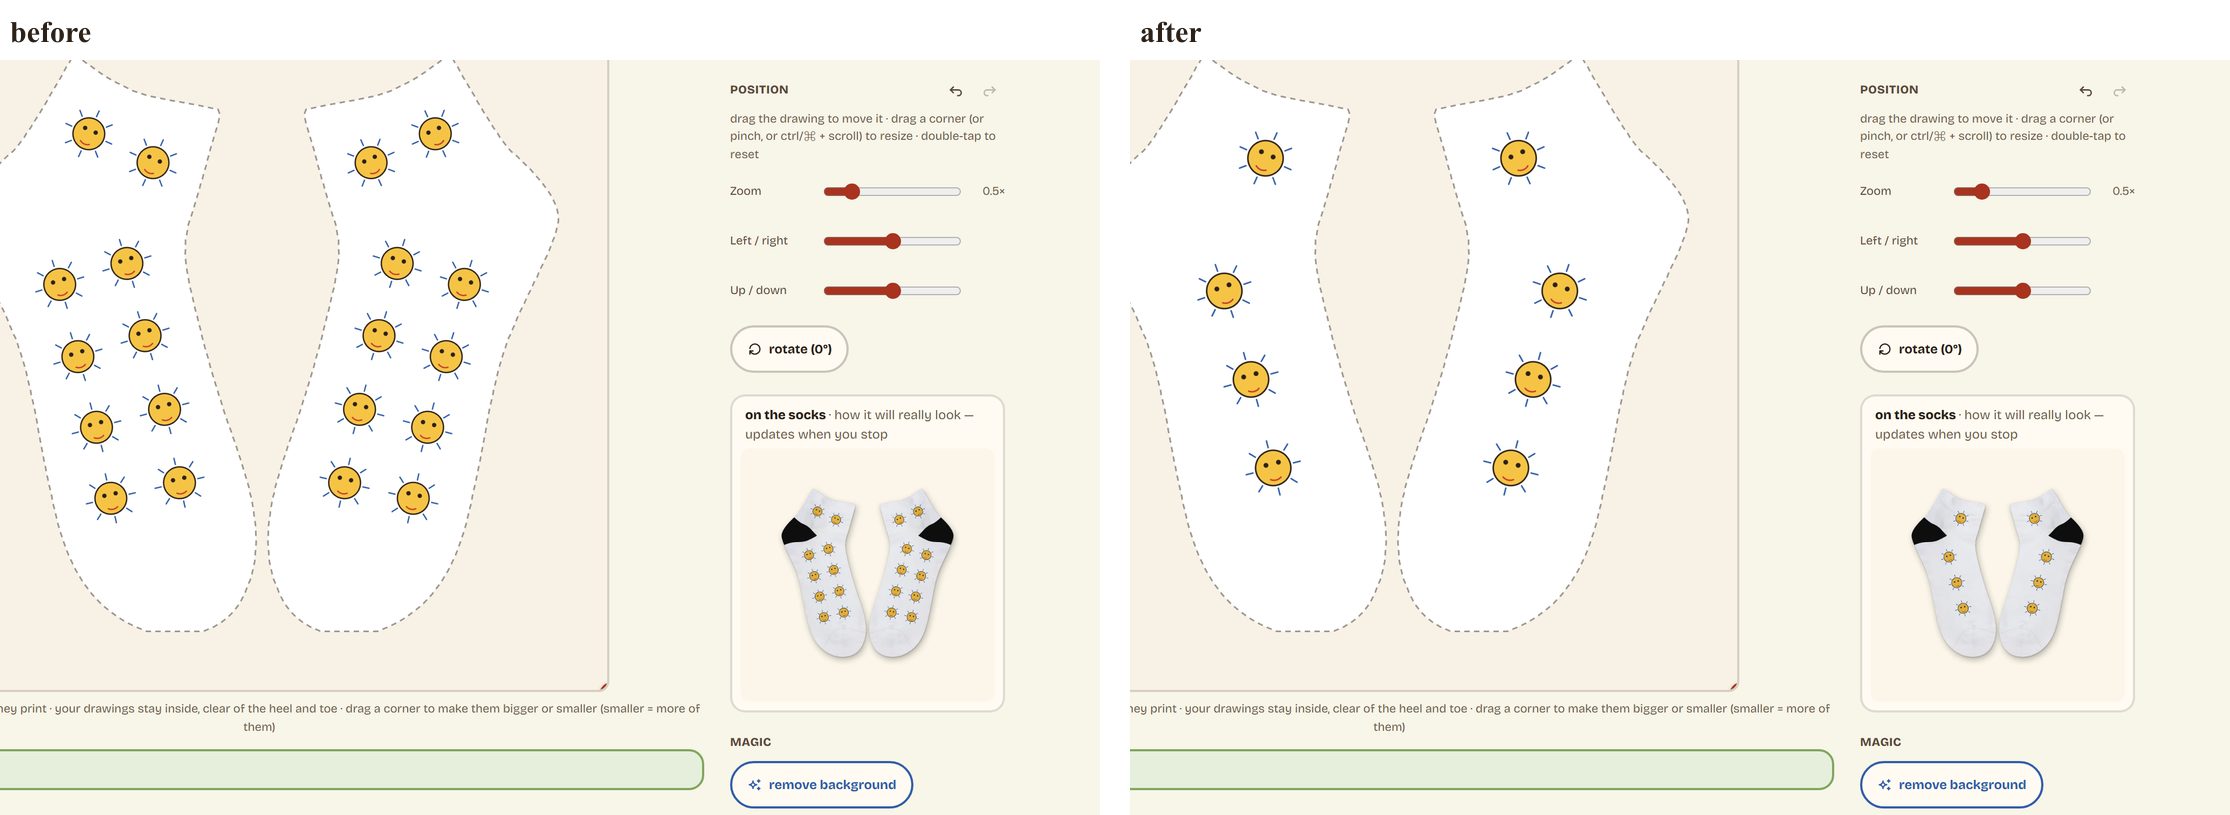 before
POSITION
drag the drawing to move it · drag a corner (or
pinch, or ctrl/⌘ + scroll) to resize · double-tap to
reset
Zoom 0.5×
Left / right
Up / down
rotate (0°)
on the socks · how it will really look —
updates when you stop
ney print · your drawings stay inside, clear of the heel and toe · drag a corner to make them bigger or smaller (smaller = more of
them)
MAGIC
remove background
after
POSITION
drag the drawing to move it · drag a corner (or
pinch, or ctrl/⌘ + scroll) to resize · double-tap to
reset
Zoom 0.5×
Left / right
Up / down
rotate (0°)
on the socks · how it will really look —
updates when you stop
ney print · your drawings stay inside, clear of the heel and toe · drag a corner to make them bigger or smaller (smaller = more of
them)
MAGIC
remove background